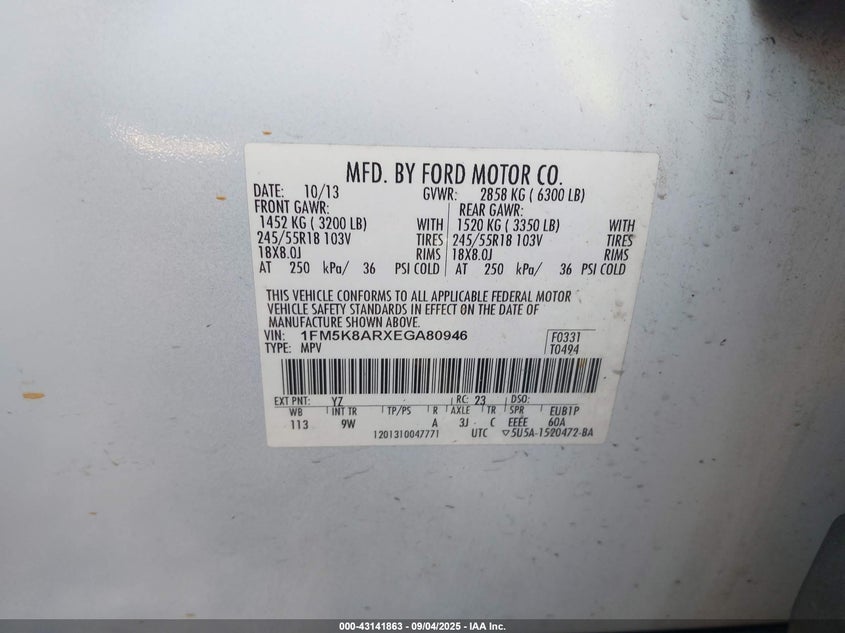 MFD. BY FORD MOTOR CO.
DATE: 10/13 GVWR: 2858 KG ( 6300 LB)
FRONT GAWR: REAR GAWR:
1452 KG ( 3200 LB) WITH 1520 KG ( 3350 LB) WITH
245/55R18 103V TIRES 245/55R18 103V TIRES
18X8.0J RIMS 18X8.0J RIMS
AT 250 kPa/ 36 PSI COLD AT 250 kPa/ 36 PSI COLD
THIS VEHICLE CONFORMS TO ALL APPLICABLE FEDERAL MOTOR
VEHICLE SAFETY STANDARDS IN EFFECT ON THE DATE OF
MANUFACTURE SHOWN ABOVE.
VIN: 1FM5K8ARXEGA80946 F0331
TYPE: MPV T0494
EXT PNT: YZ RC: 23 DSO:
WB INT TR TP/PS R AXLE TR SPR EUB1P
113 9W A 3J C EEEE 60A
1201310047771 UTC ▽5U5A-1520472-BA
000-43141863 - 09/04/2025 - IAA Inc.